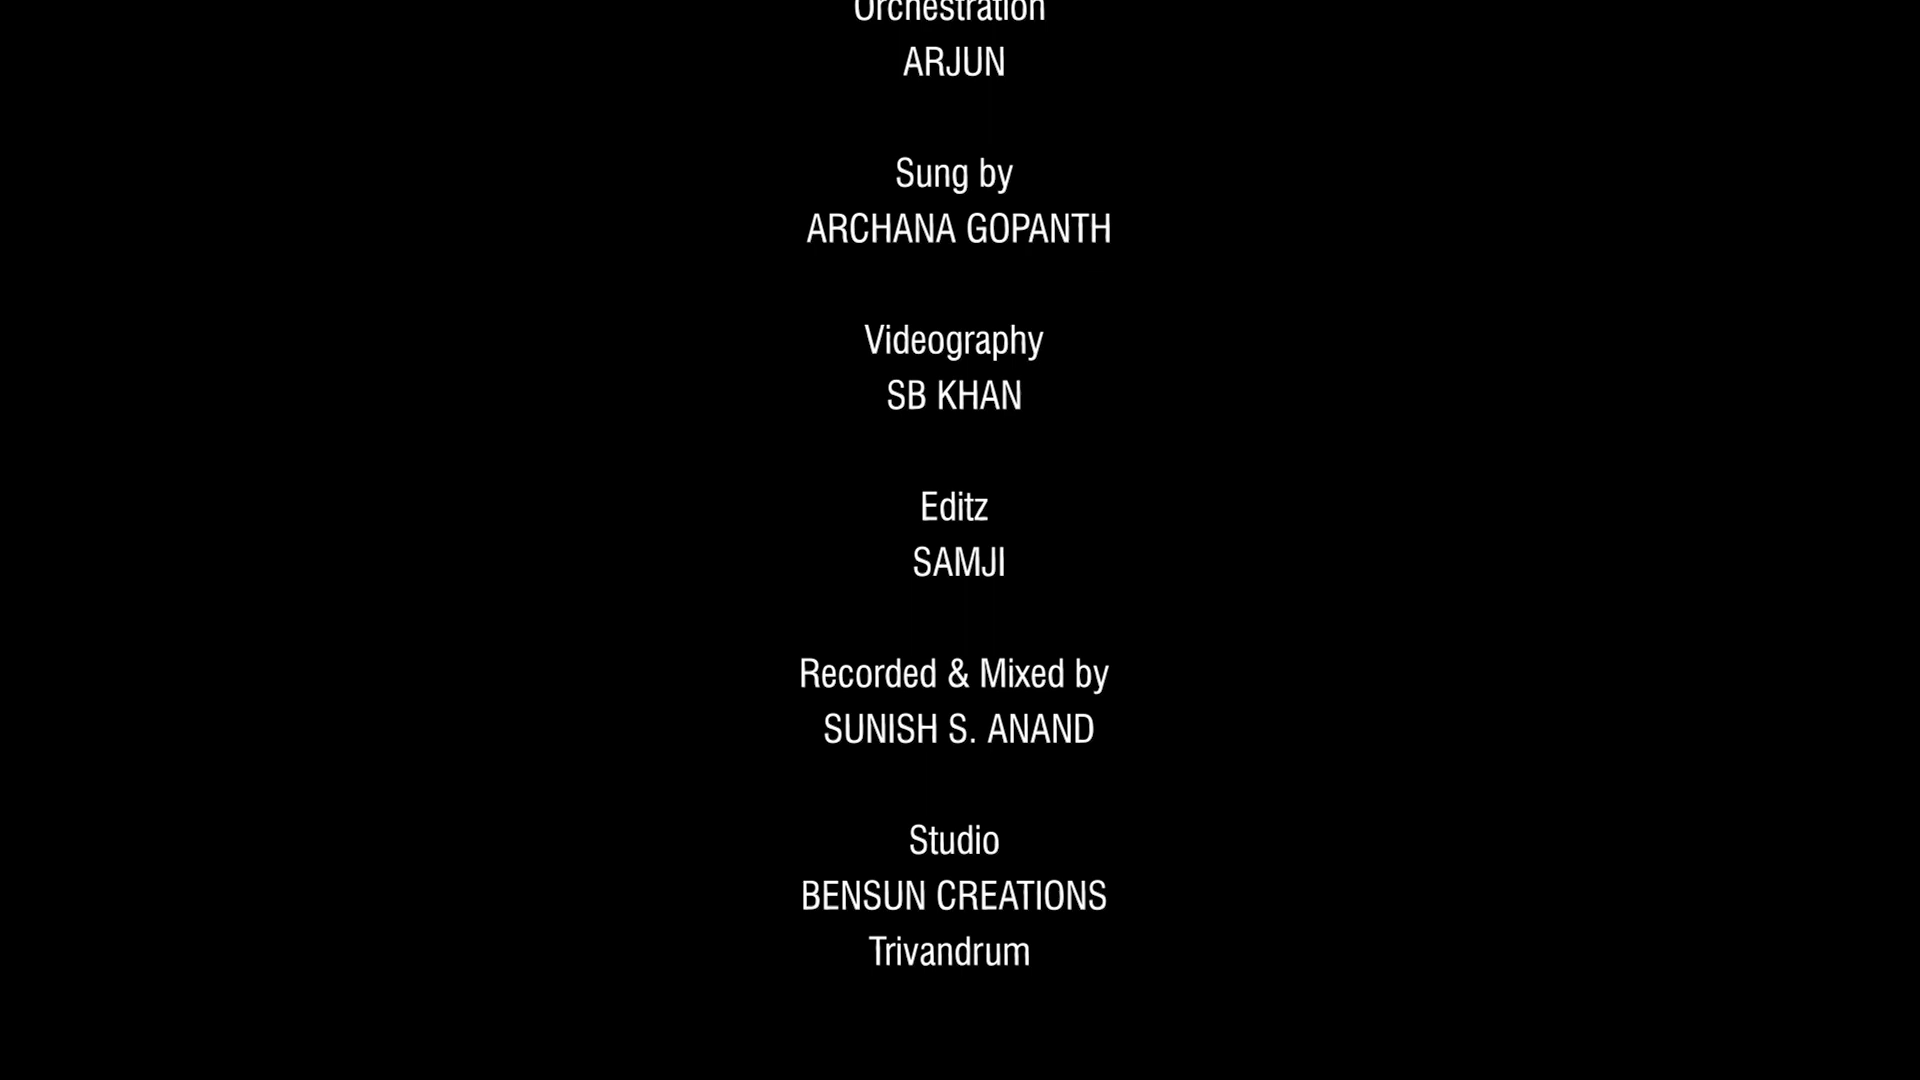 Orchestration
ARJUN
Sung by
ARCHANA GOPANTH
Videography
SB KHAN
Editz
SAMJI
Recorded & Mixed by
SUNISH S. ANAND
Studio
BENSUN CREATIONS
Trivandrum